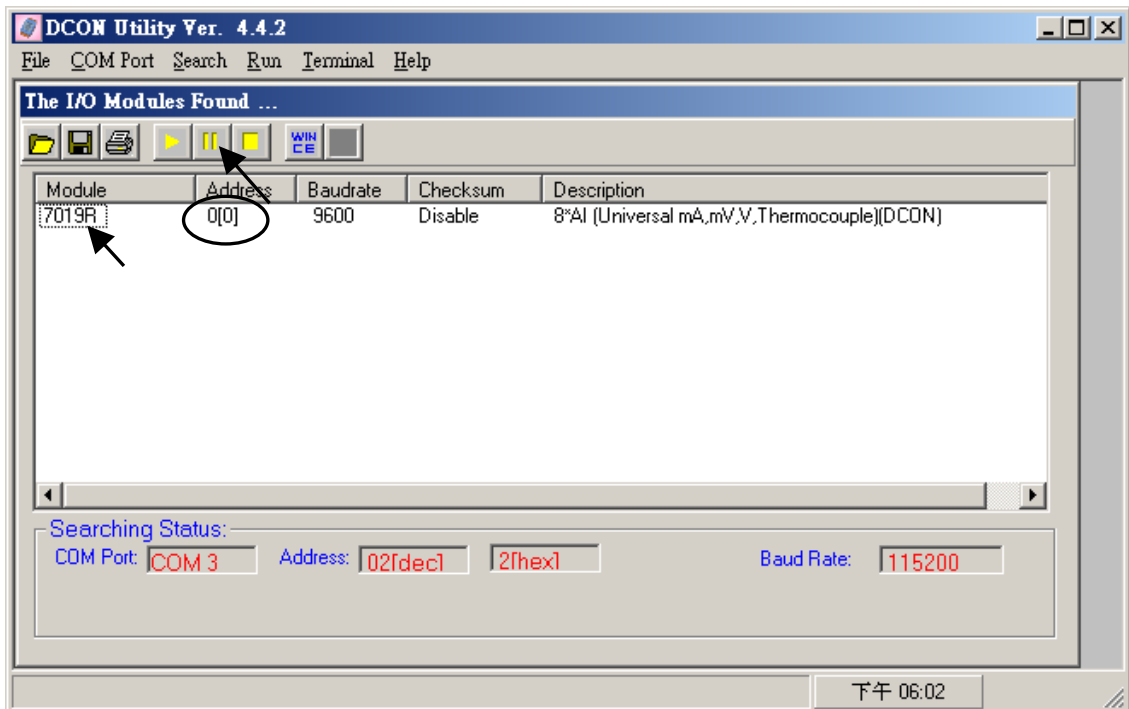 DCON Utility Ver. 4.4.2
File COM Port Search Run Terminal Help
The I/O Modules Found ...
WIN CE
Module Address Baudrate Checksum Description
7019R 0[0] 9600 Disable 8*AI (Universal mA,mV,V,Thermocouple)(DCON)
Searching Status:
COM Port: COM 3 Address: 02[dec] 2[hex] Baud Rate: 115200
下午 06:02